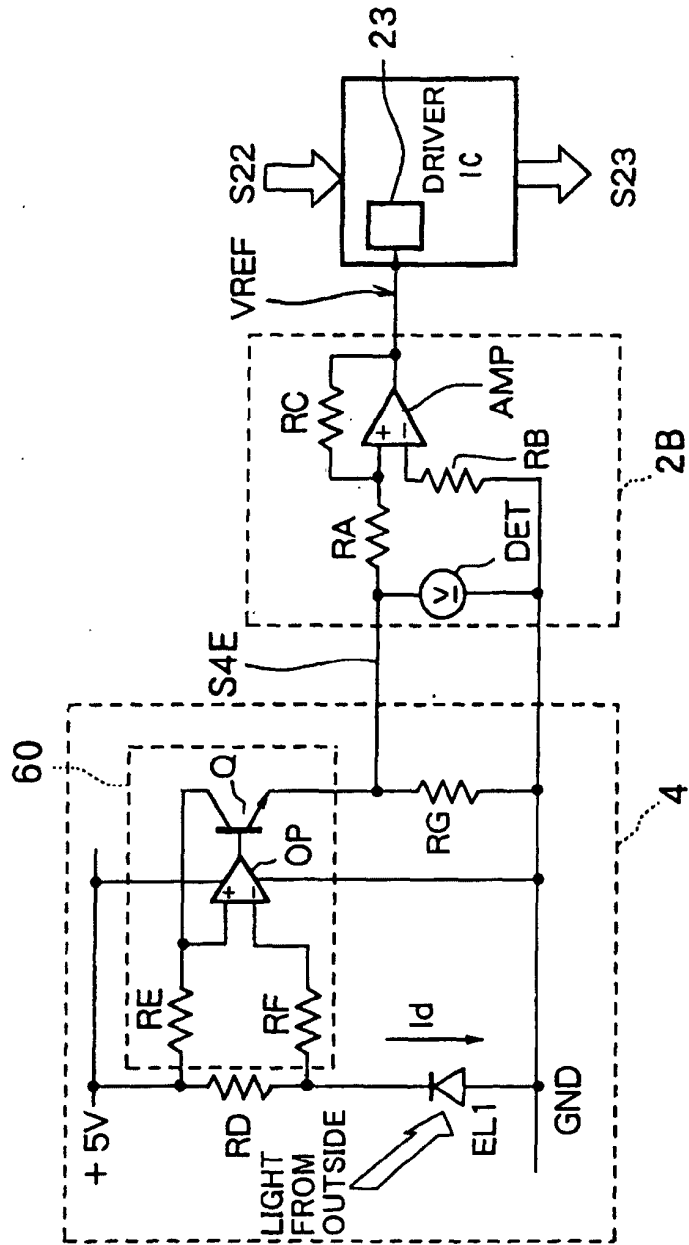 60
+5V
RE
RD
RF
Q
OP
+
−
LIGHT
FROM
OUTSIDE
Id
EL1
GND
RG
4
S4E
RA
RC
+
−
AMP
RB
V
DET
2B
VREF
S22
23
DRIVER
IC
S23